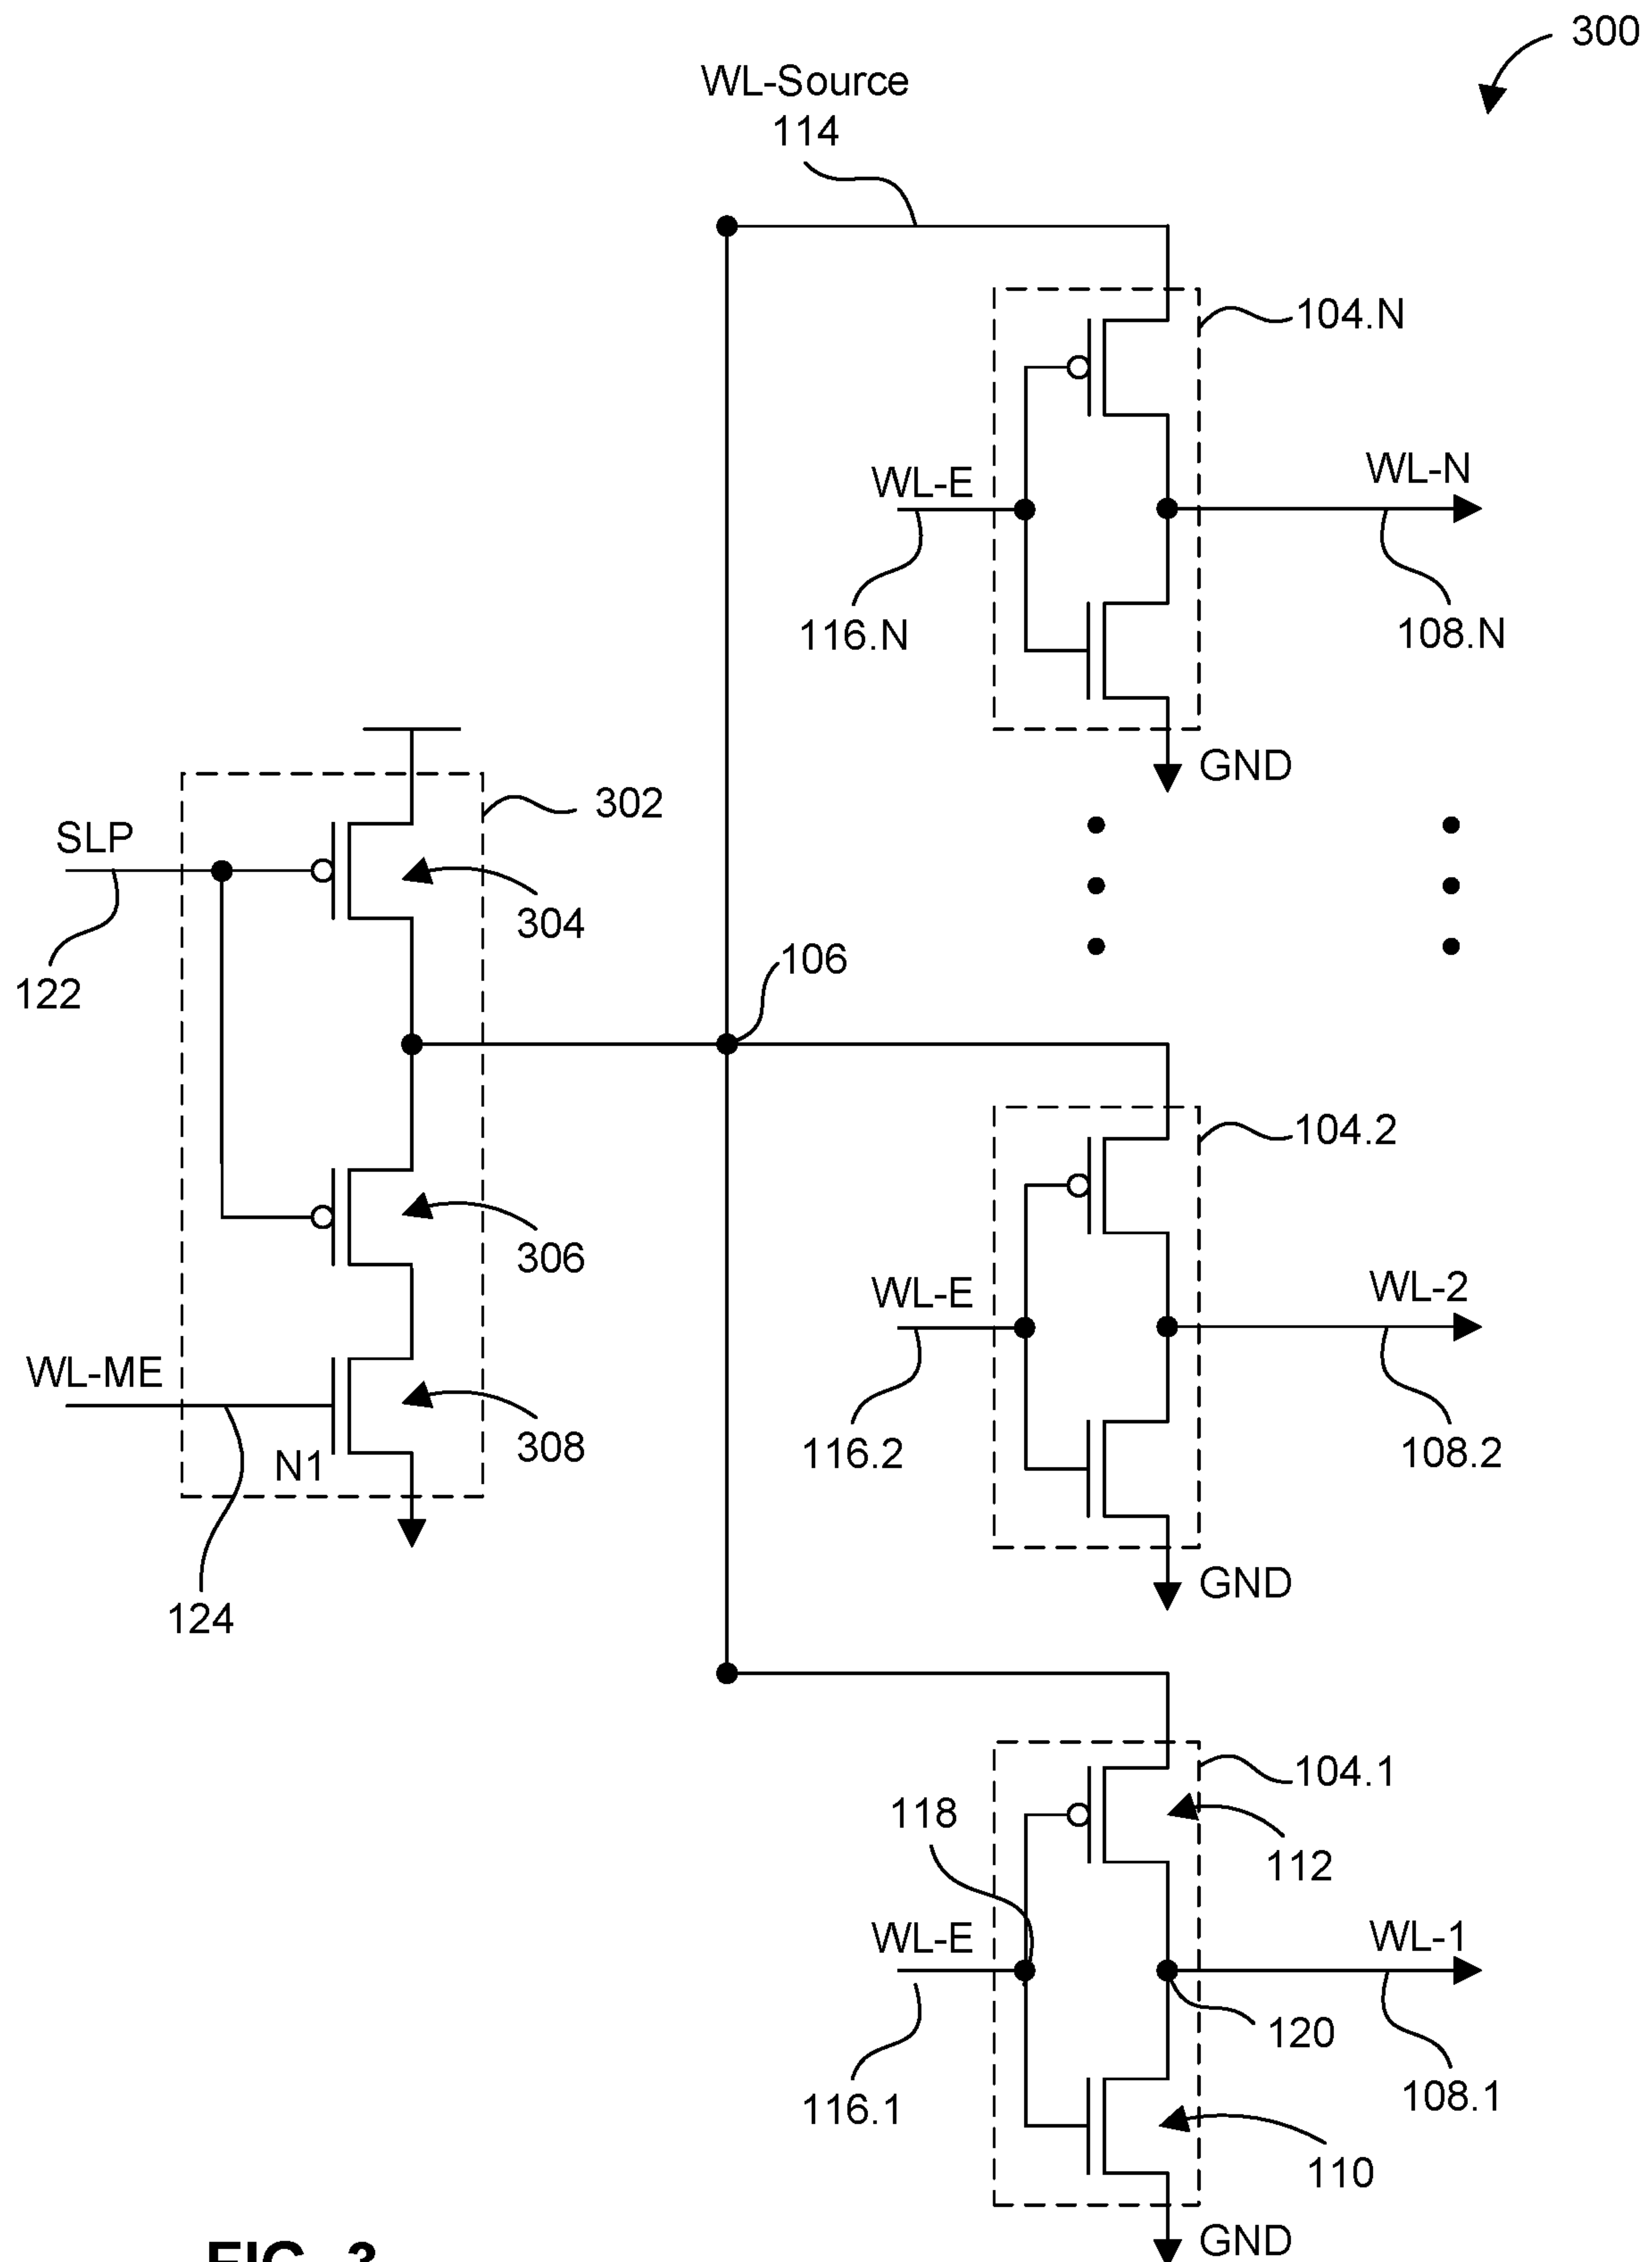 300
WL-Source
114
104.N
WL-E
WL-N
116.N
108.N
GND
302
SLP
304
122
106
104.2
306
WL-E
WL-2
WL-ME
308
N1
116.2
108.2
GND
124
104.1
118
112
WL-E
WL-1
120
116.1
108.1
110
GND
FIG. 3